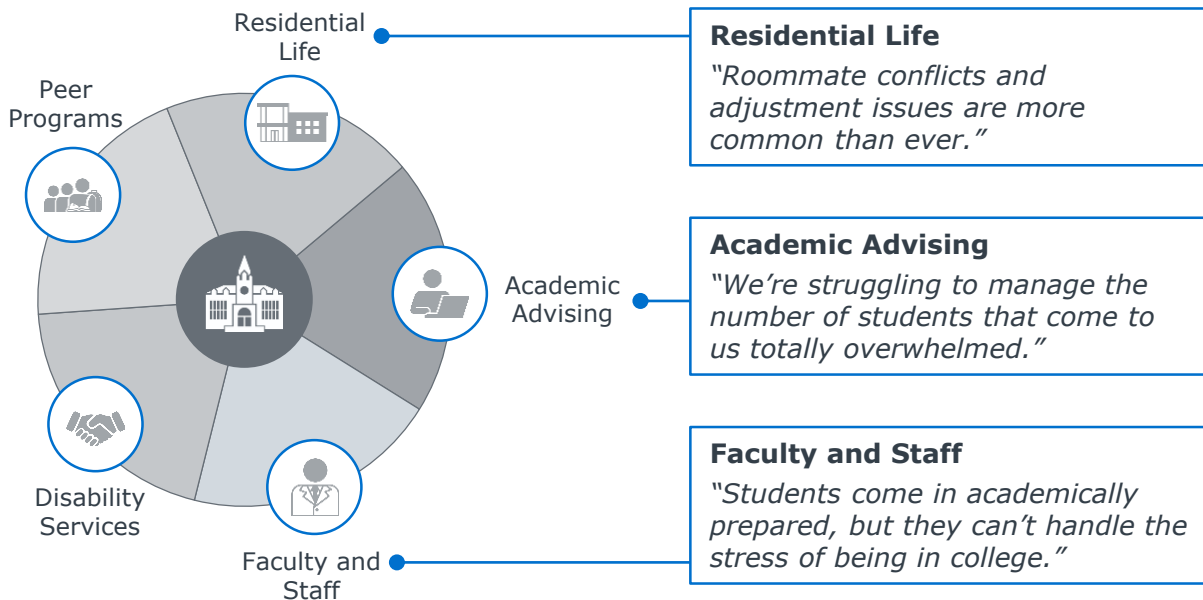 Residential
Life
Peer
Programs
Academic
Advising
Disability
Services
Faculty and
Staff
Residential Life
“Roommate conflicts and
adjustment issues are more
common than ever.”
Academic Advising
“We’re struggling to manage the
number of students that come to
us totally overwhelmed.”
Faculty and Staff
“Students come in academically
prepared, but they can’t handle the
stress of being in college.”